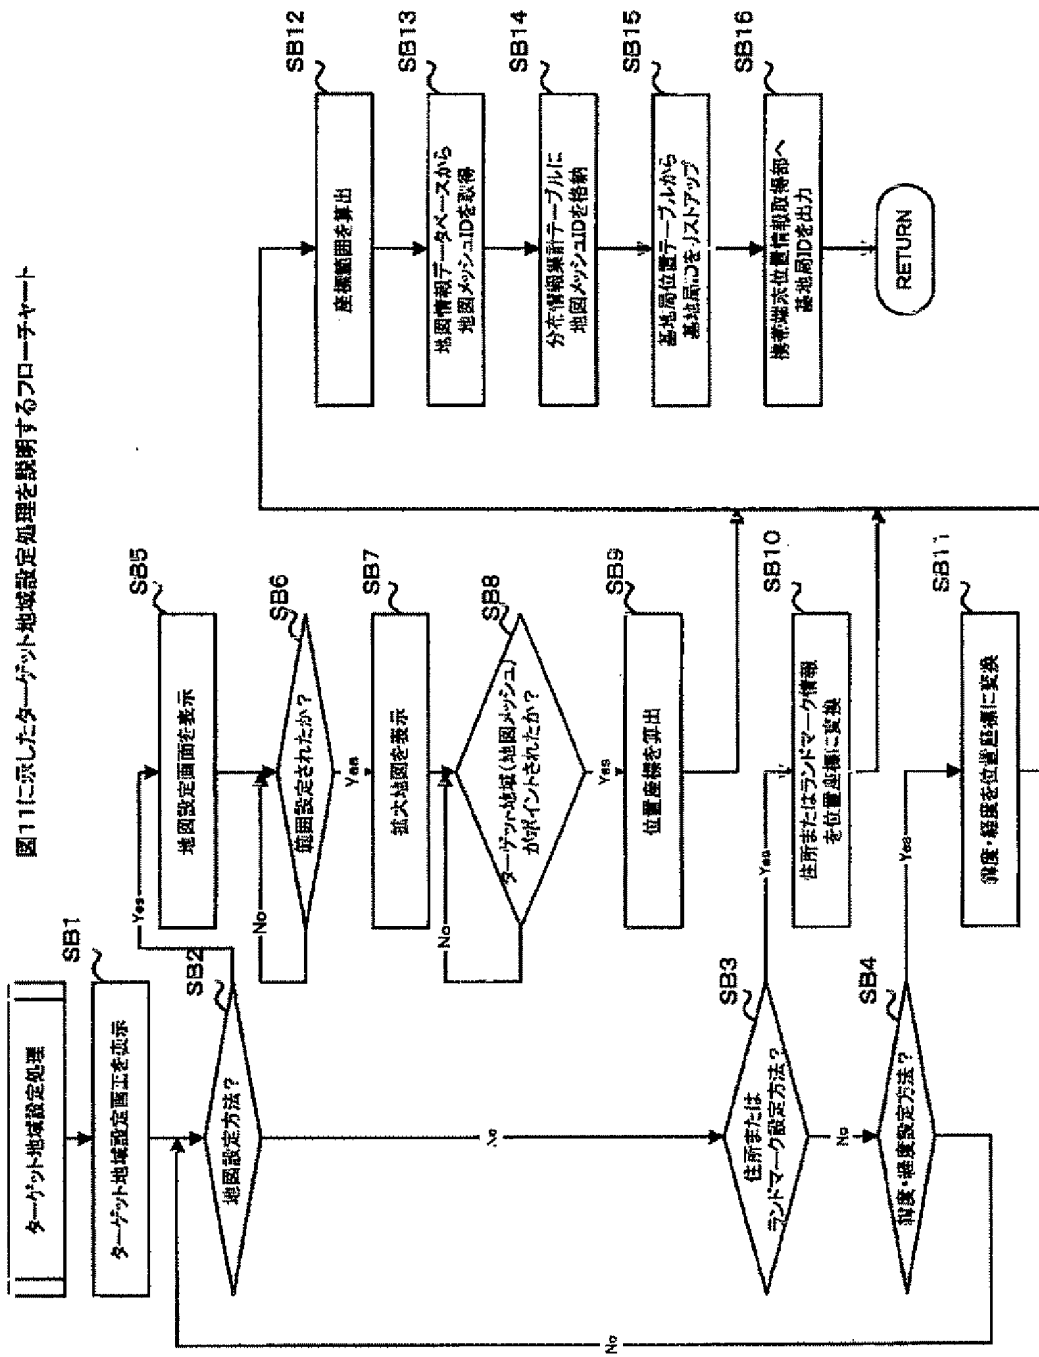 図11に示したターゲット地域設定処理を説明するフローチャート
ターゲット地域設定処理
SB1
ターゲット地域設定画面を表示
SB2
地図設定方法?
Yes
No
SB3
住所または
ランドマーク設定方法?
Yes
No
SB4
緯度・経度設定方法?
Yes
No
SB5
地図設定画面を表示
SB6
範囲設定されたか?
No
Yes
SB7
拡大地図を表示
SB8
ターゲット地域(地図メッシュ)
がポイントされたか?
No
Yes
SB9
位置座標を算出
SB10
住所またはランドマーク情報
を位置座標に変換
SB11
緯度・経度を位置座標に変換
SB12
座標範囲を算出
SB13
地図情報データベースから
地図メッシュIDを取得
SB14
分布情報集計テーブルに
地図メッシュIDを格納
SB15
基地局位置テーブルから
基地局IDをリストアップ
SB16
携帯端末位置情報取得部へ
基地局IDを出力
RETURN